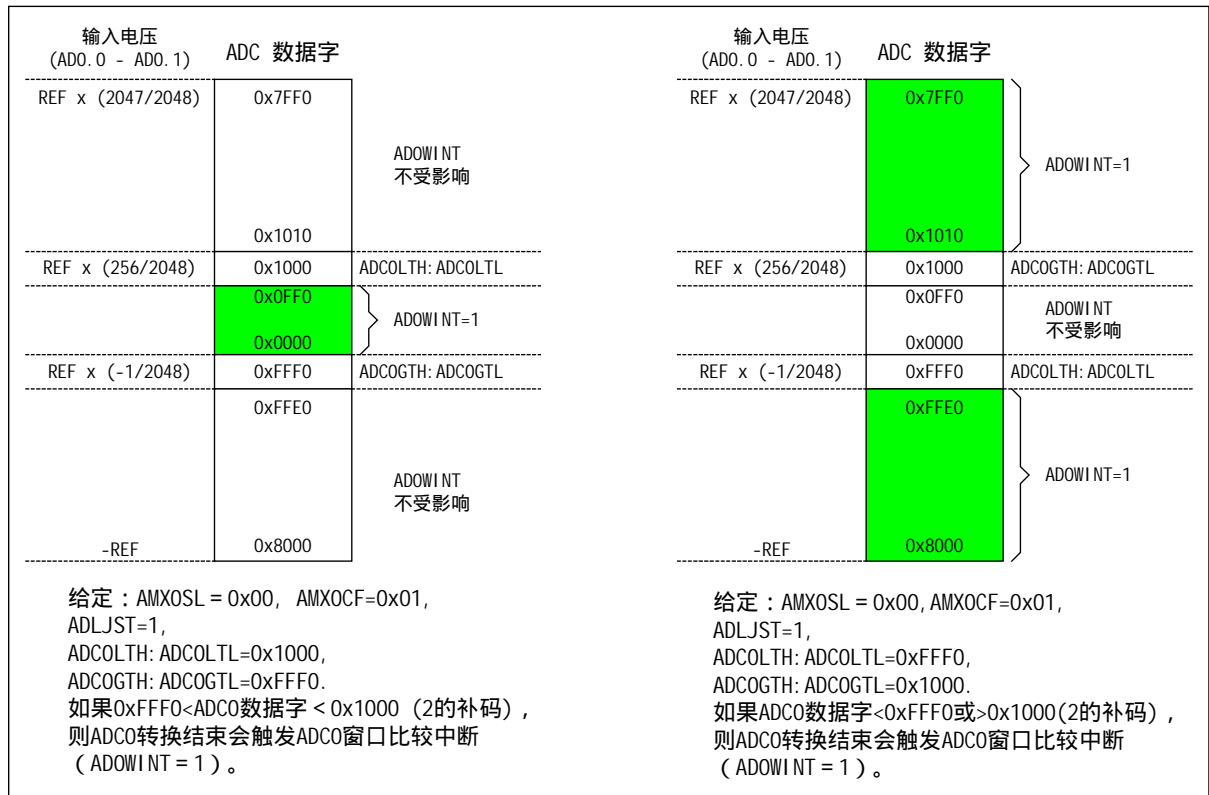 输入电压
(AD0.0 - AD0.1)
ADC 数据字
REF x (2047/2048)
0x7FF0
AD0WINT
不受影响
0x1010
REF x (256/2048)
0x1000
ADC0LTH:ADC0LTL
0x0FF0
AD0WINT=1
0x0000
REF x (-1/2048)
0xFFF0
ADC0GTH:ADC0GTL
0xFFE0
AD0WINT
不受影响
-REF
0x8000
给定：AMX0SL = 0x00, AMX0CF=0x01,
ADLJST=1,
ADC0LTH:ADC0LTL=0x1000,
ADC0GTH:ADC0GTL=0xFFF0.
如果0xFFF0<ADC0数据字 < 0x1000 (2的补码)，
则ADC0转换结束会触发ADC0窗口比较中断
（AD0WINT = 1）。
输入电压
(AD0.0 - AD0.1)
ADC 数据字
REF x (2047/2048)
0x7FF0
AD0WINT=1
0x1010
REF x (256/2048)
0x1000
ADC0GTH:ADC0GTL
0x0FF0
AD0WINT
不受影响
0x0000
REF x (-1/2048)
0xFFF0
ADC0LTH:ADC0LTL
0xFFE0
AD0WINT=1
-REF
0x8000
给定：AMX0SL = 0x00, AMX0CF=0x01,
ADLJST=1,
ADC0LTH:ADC0LTL=0xFFF0,
ADC0GTH:ADC0GTL=0x1000.
如果ADC0数据字<0xFFF0或>0x1000(2的补码)，
则ADC0转换结束会触发ADC0窗口比较中断
（AD0WINT = 1）。